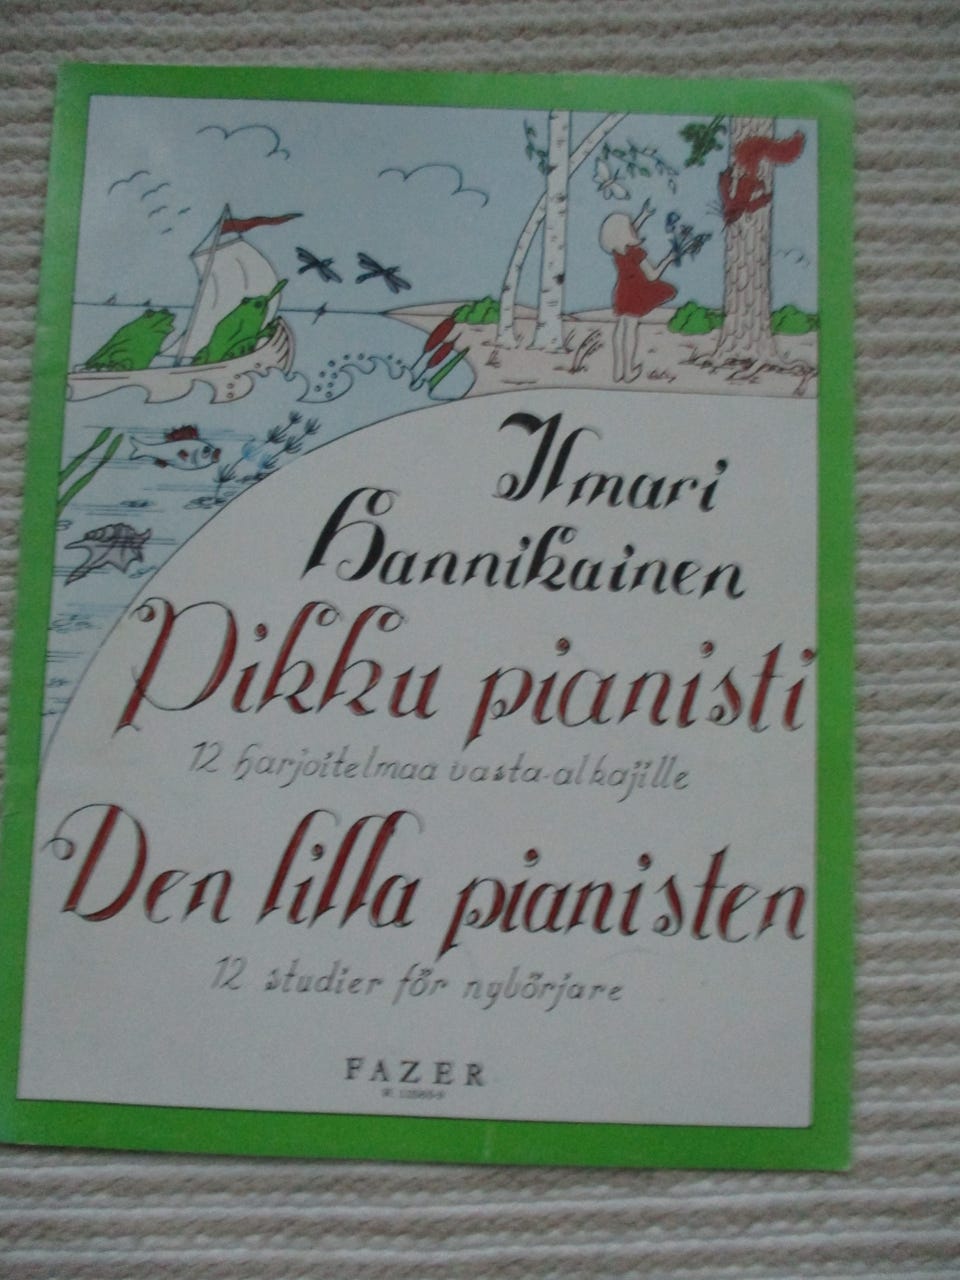 Ilmari
Hannikainen
Pikku pianisti
12 harjoitelmaa vasta-alkajille
Den lilla pianisten
12 studier för nybörjare
FAZER